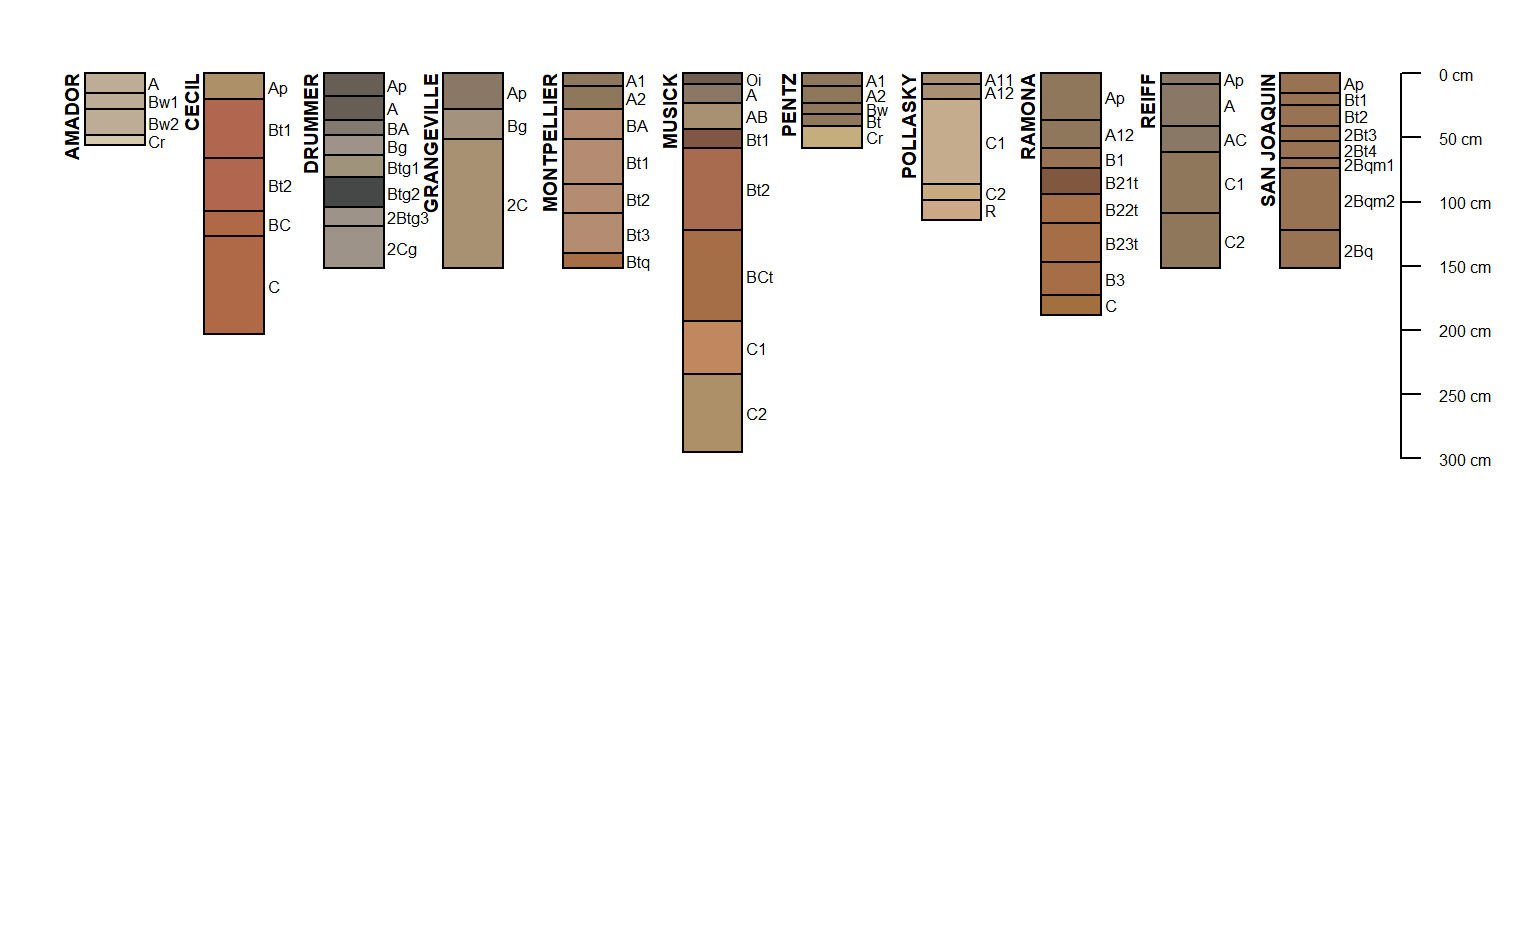 AMADOR
A
Bw1
Bw2
Cr
CECIL
Ap
Bt1
Bt2
BC
C
DRUMMER
Ap
A
BA
Bg
Btg1
Btg2
2Btg3
2Cg
GRANGEVILLE
Ap
Bg
2C
MONTPELLIER
A1
A2
BA
Bt1
Bt2
Bt3
Btq
MUSICK
Oi
A
AB
Bt1
Bt2
BCt
C1
C2
PENTZ
A1
A2
Bw
Bt
Cr
POLLASKY
A11
A12
C1
C2
R
RAMONA
Ap
A12
B1
B21t
B22t
B23t
B3
C
REIFF
Ap
A
AC
C1
C2
SAN JOAQUIN
Ap
Bt1
Bt2
2Bt3
2Bt4
2Bqm1
2Bqm2
2Bq
0 cm
50 cm
100 cm
150 cm
200 cm
250 cm
300 cm